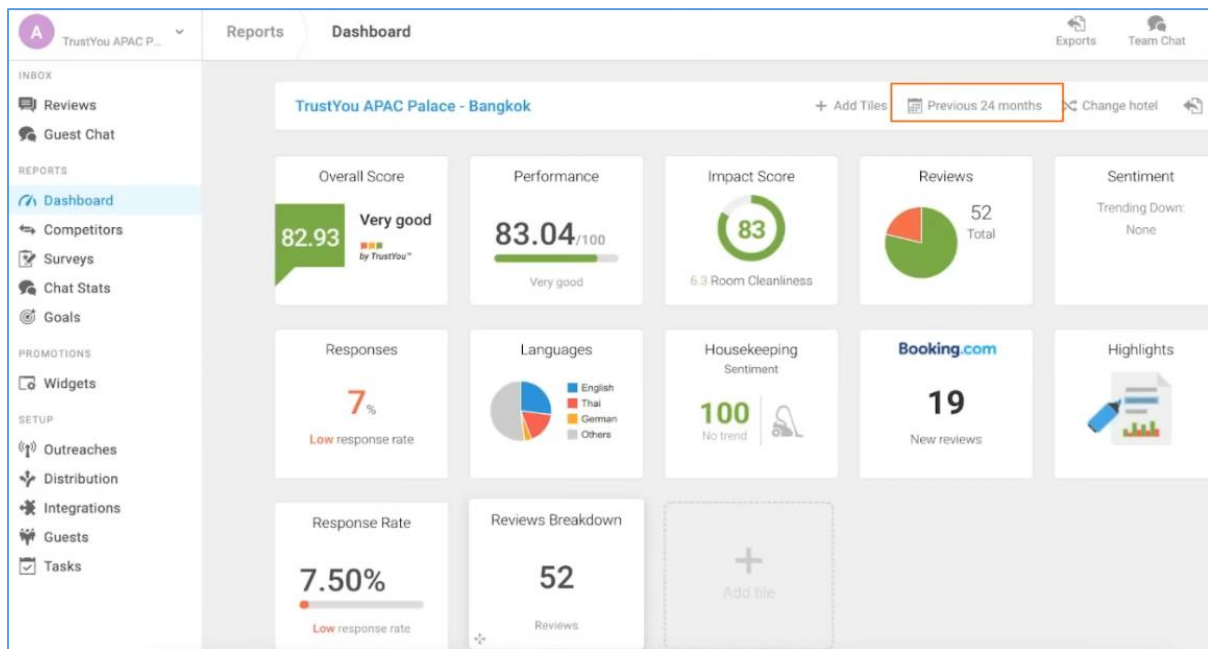 A
TrustYou APAC P...
Reports
Dashboard
Exports
Team Chat
INBOX
Reviews
Guest Chat
REPORTS
Dashboard
Competitors
Surveys
Chat Stats
Goals
PROMOTIONS
Widgets
SETUP
Outreaches
Distribution
Integrations
Guests
Tasks
TrustYou APAC Palace - Bangkok
+ Add Tiles
Previous 24 months
Change hotel
Overall Score
82.93
Very good
by TrustYou™
Performance
83.04/100
Very good
Impact Score
83
6.3 Room Cleanliness
Reviews
52
Total
Sentiment
Trending Down:
None
Responses
7%
Low response rate
Languages
English
Thai
German
Others
Housekeeping
Sentiment
100
No trend
Booking.com
19
New reviews
Highlights
Response Rate
7.50%
Low response rate
Reviews Breakdown
52
Reviews
+
Add tile